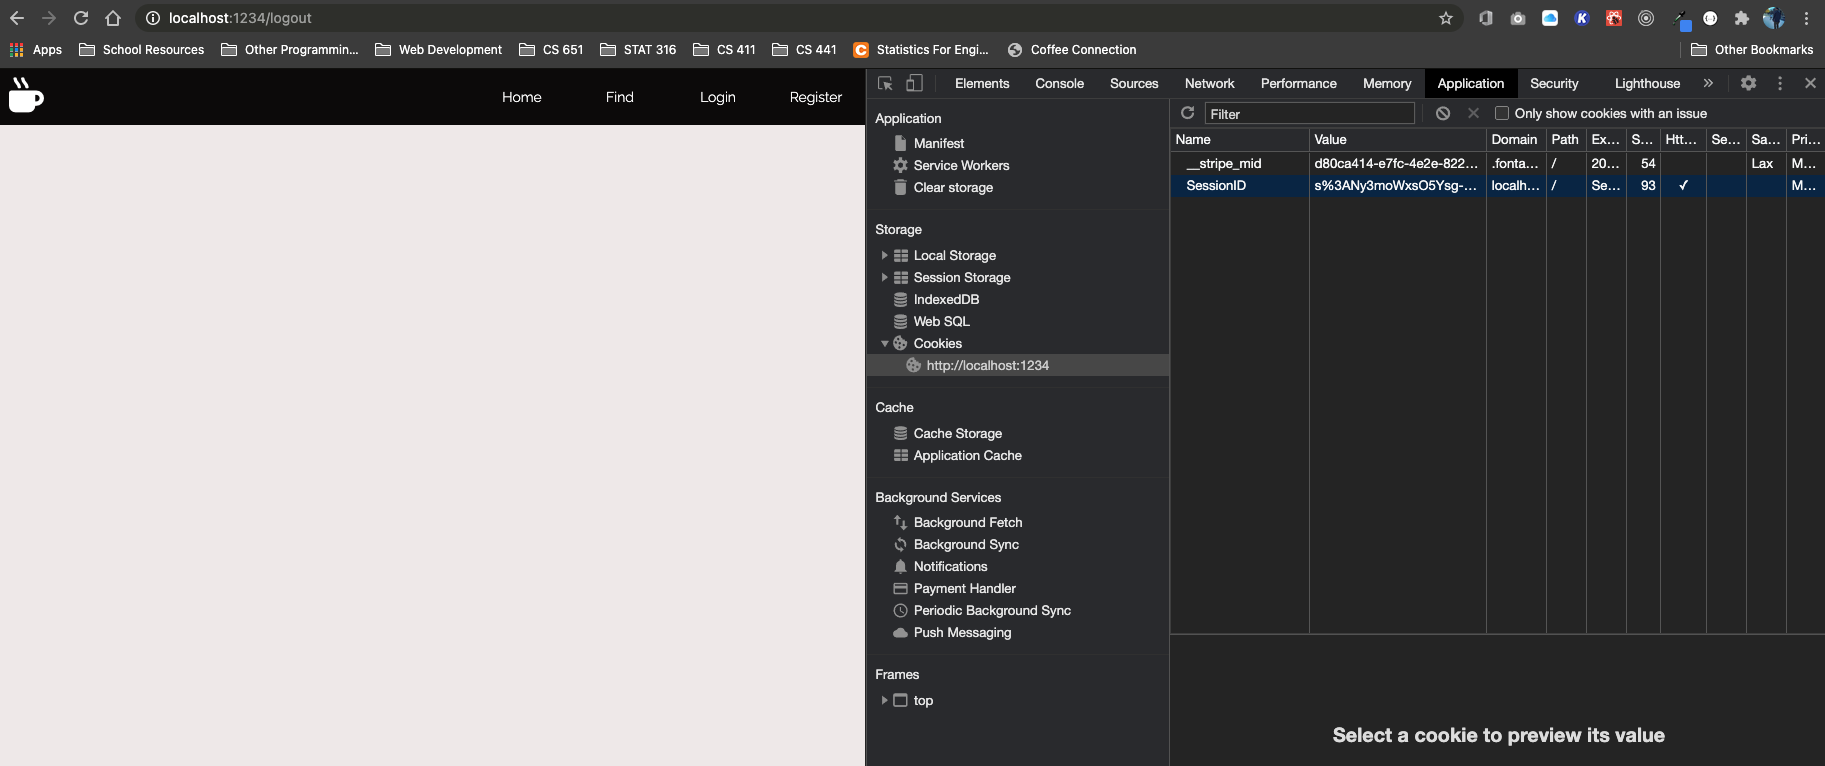 localhost:1234/logout
Apps School Resources Other Programmin... Web Development CS 651 STAT 316 CS 411 CS 441 Statistics For Engi... Coffee Connection Other Bookmarks
Home Find Login Register
Elements Console Sources Network Performance Memory Application Security Lighthouse »
Application
Manifest
Service Workers
Clear storage
Storage
Local Storage
Session Storage
IndexedDB
Web SQL
Cookies
http://localhost:1234
Cache
Cache Storage
Application Cache
Background Services
Background Fetch
Background Sync
Notifications
Payment Handler
Periodic Background Sync
Push Messaging
Frames
top
Filter Only show cookies with an issue
Name Value Domain Path Ex... S... Htt... Se... Sa... Pri...
__stripe_mid d80ca414-e7fc-4e2e-822... .fonta... / 20... 54 Lax M...
SessionID s%3ANy3moWxsO5Ysg-... localh... / Se... 93 ✓ M...
Select a cookie to preview its value